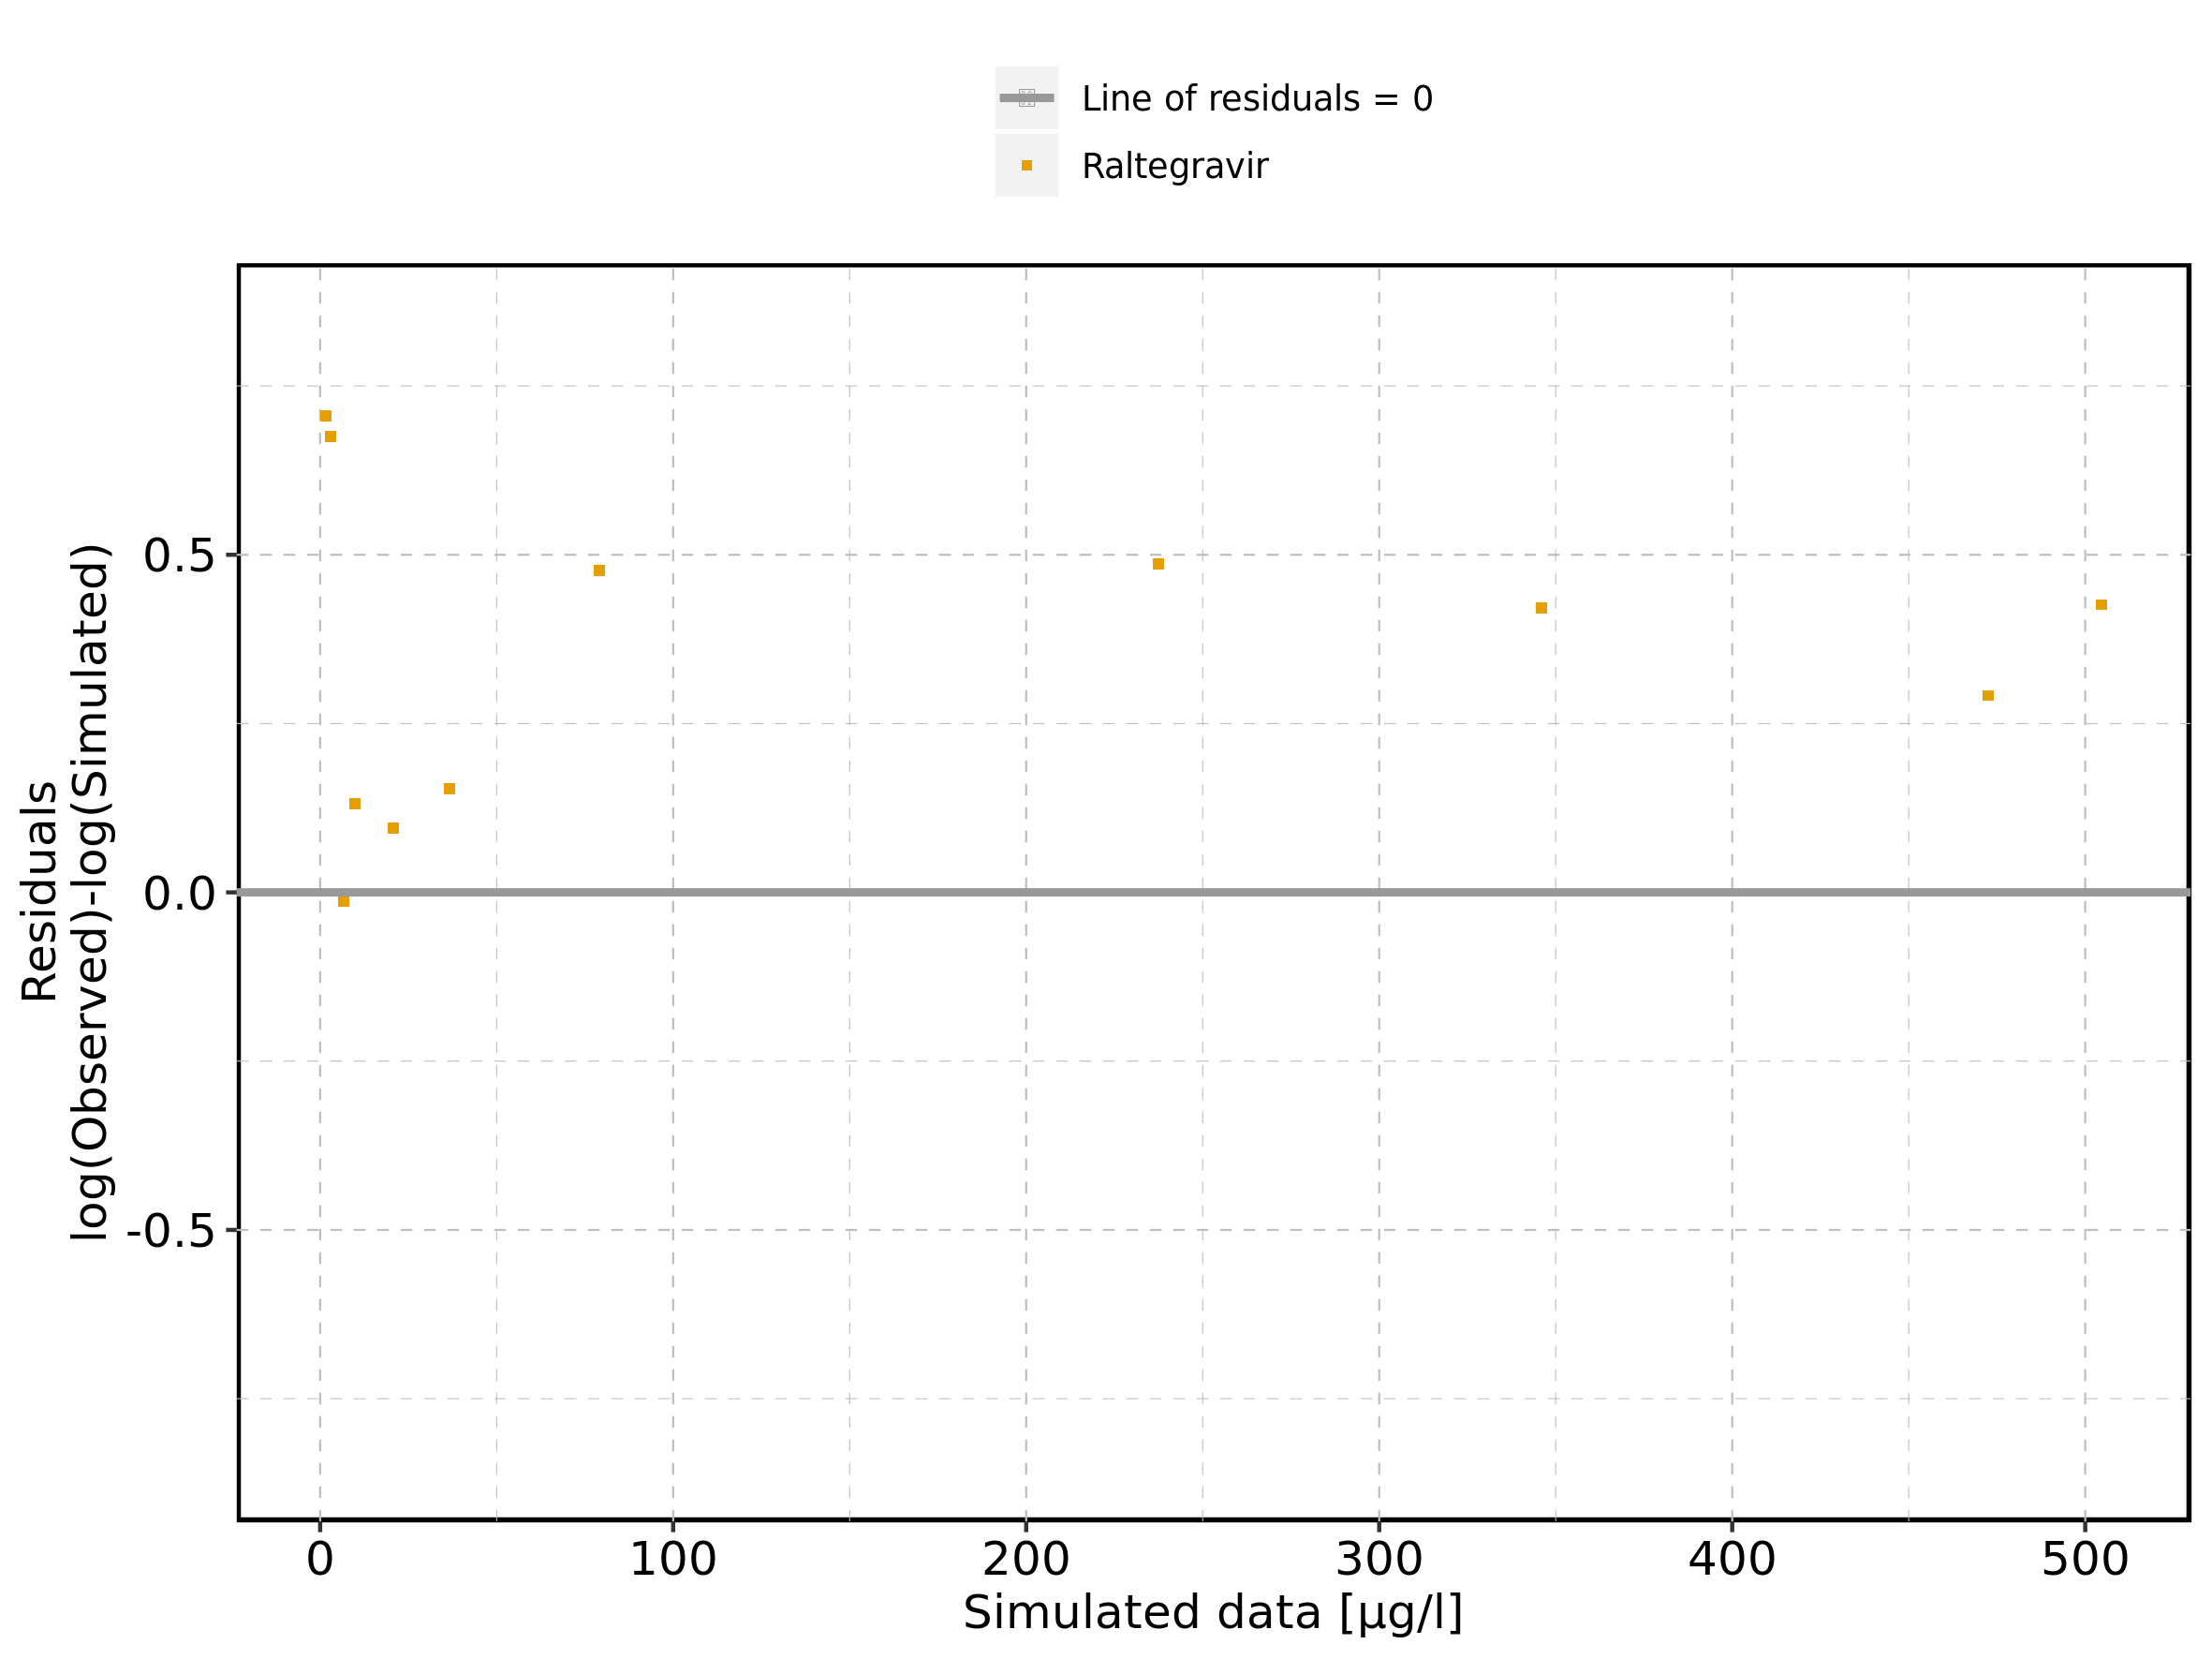 Line of residuals = 0
Raltegravir
Residuals
log(Observed)-log(Simulated)
0.5
0.0
-0.5
0 100 200 300 400 500
Simulated data [µg/l]